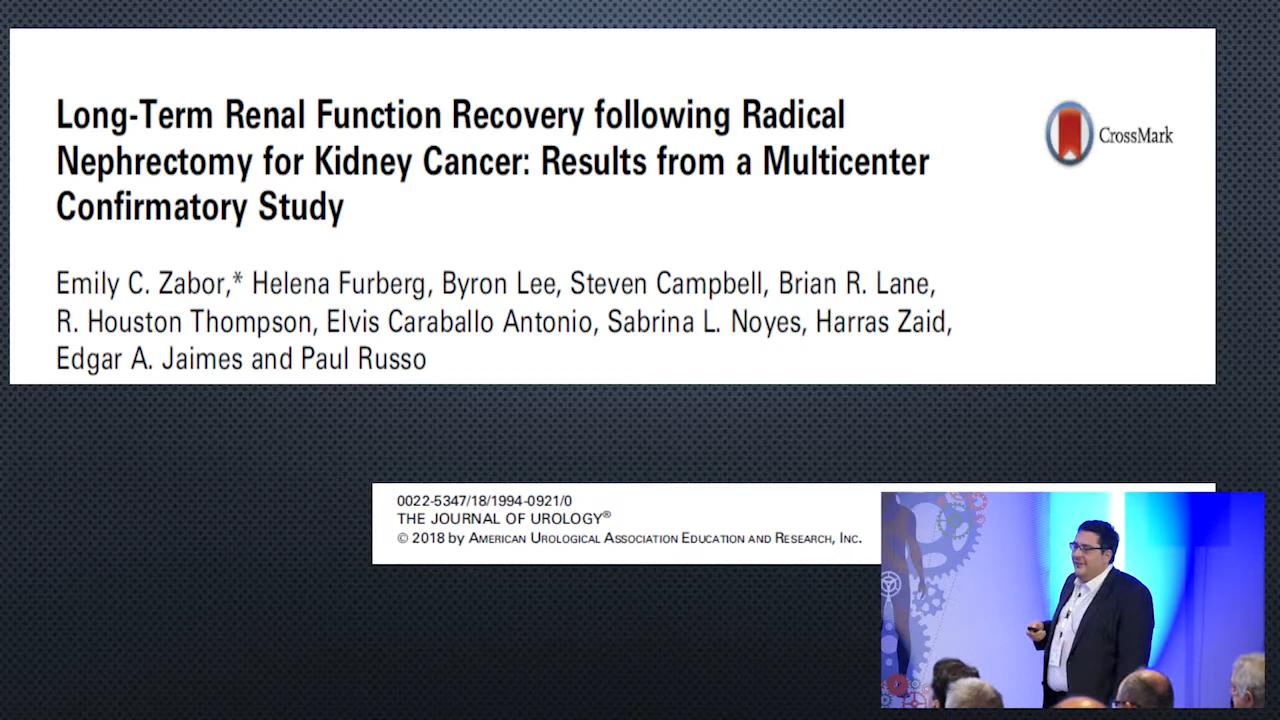 Long-Term Renal Function Recovery following Radical
Nephrectomy for Kidney Cancer: Results from a Multicenter
Confirmatory Study
CrossMark
Emily C. Zabor,* Helena Furberg, Byron Lee, Steven Campbell, Brian R. Lane,
R. Houston Thompson, Elvis Caraballo Antonio, Sabrina L. Noyes, Harras Zaid,
Edgar A. Jaimes and Paul Russo
0022-5347/18/1994-0921/0
THE JOURNAL OF UROLOGY®
© 2018 by American Urological Association Education and Research, Inc.